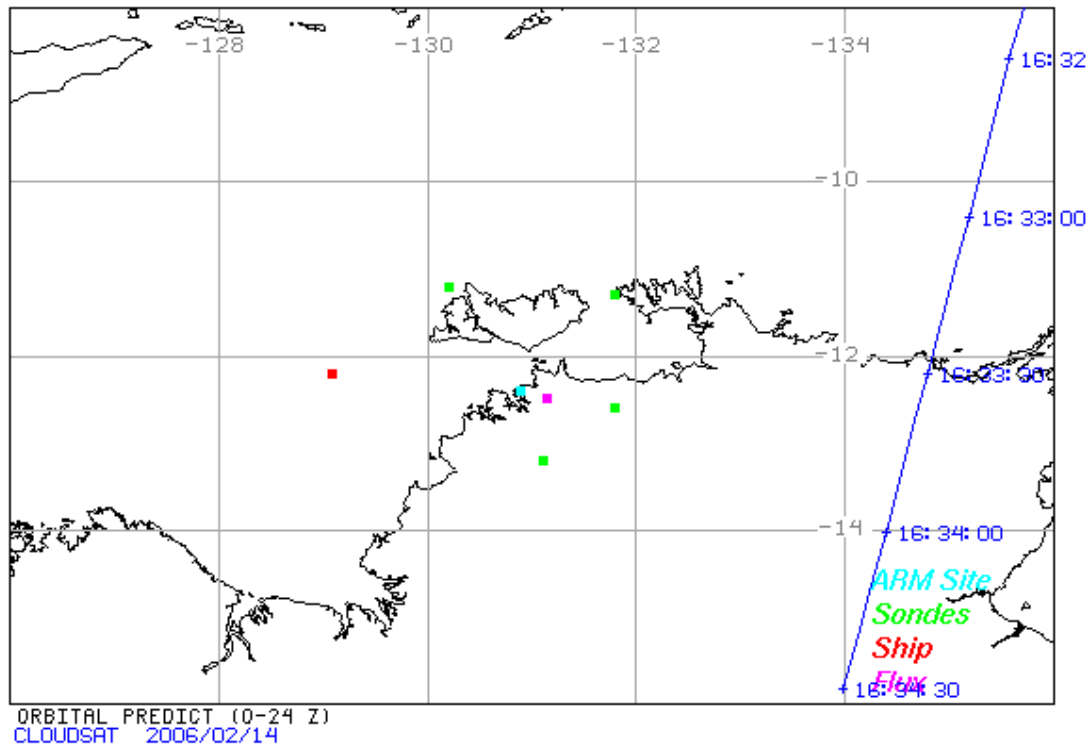 -128 -130 -132 -134
16:32
-10
16:33:00
-12
16:33:30
-14
16:34:00
ARM Site
Sondes
Ship
Flux
16:34:30
ORBITAL PREDICT (0-24 Z)
CLOUDSAT 2006/02/14